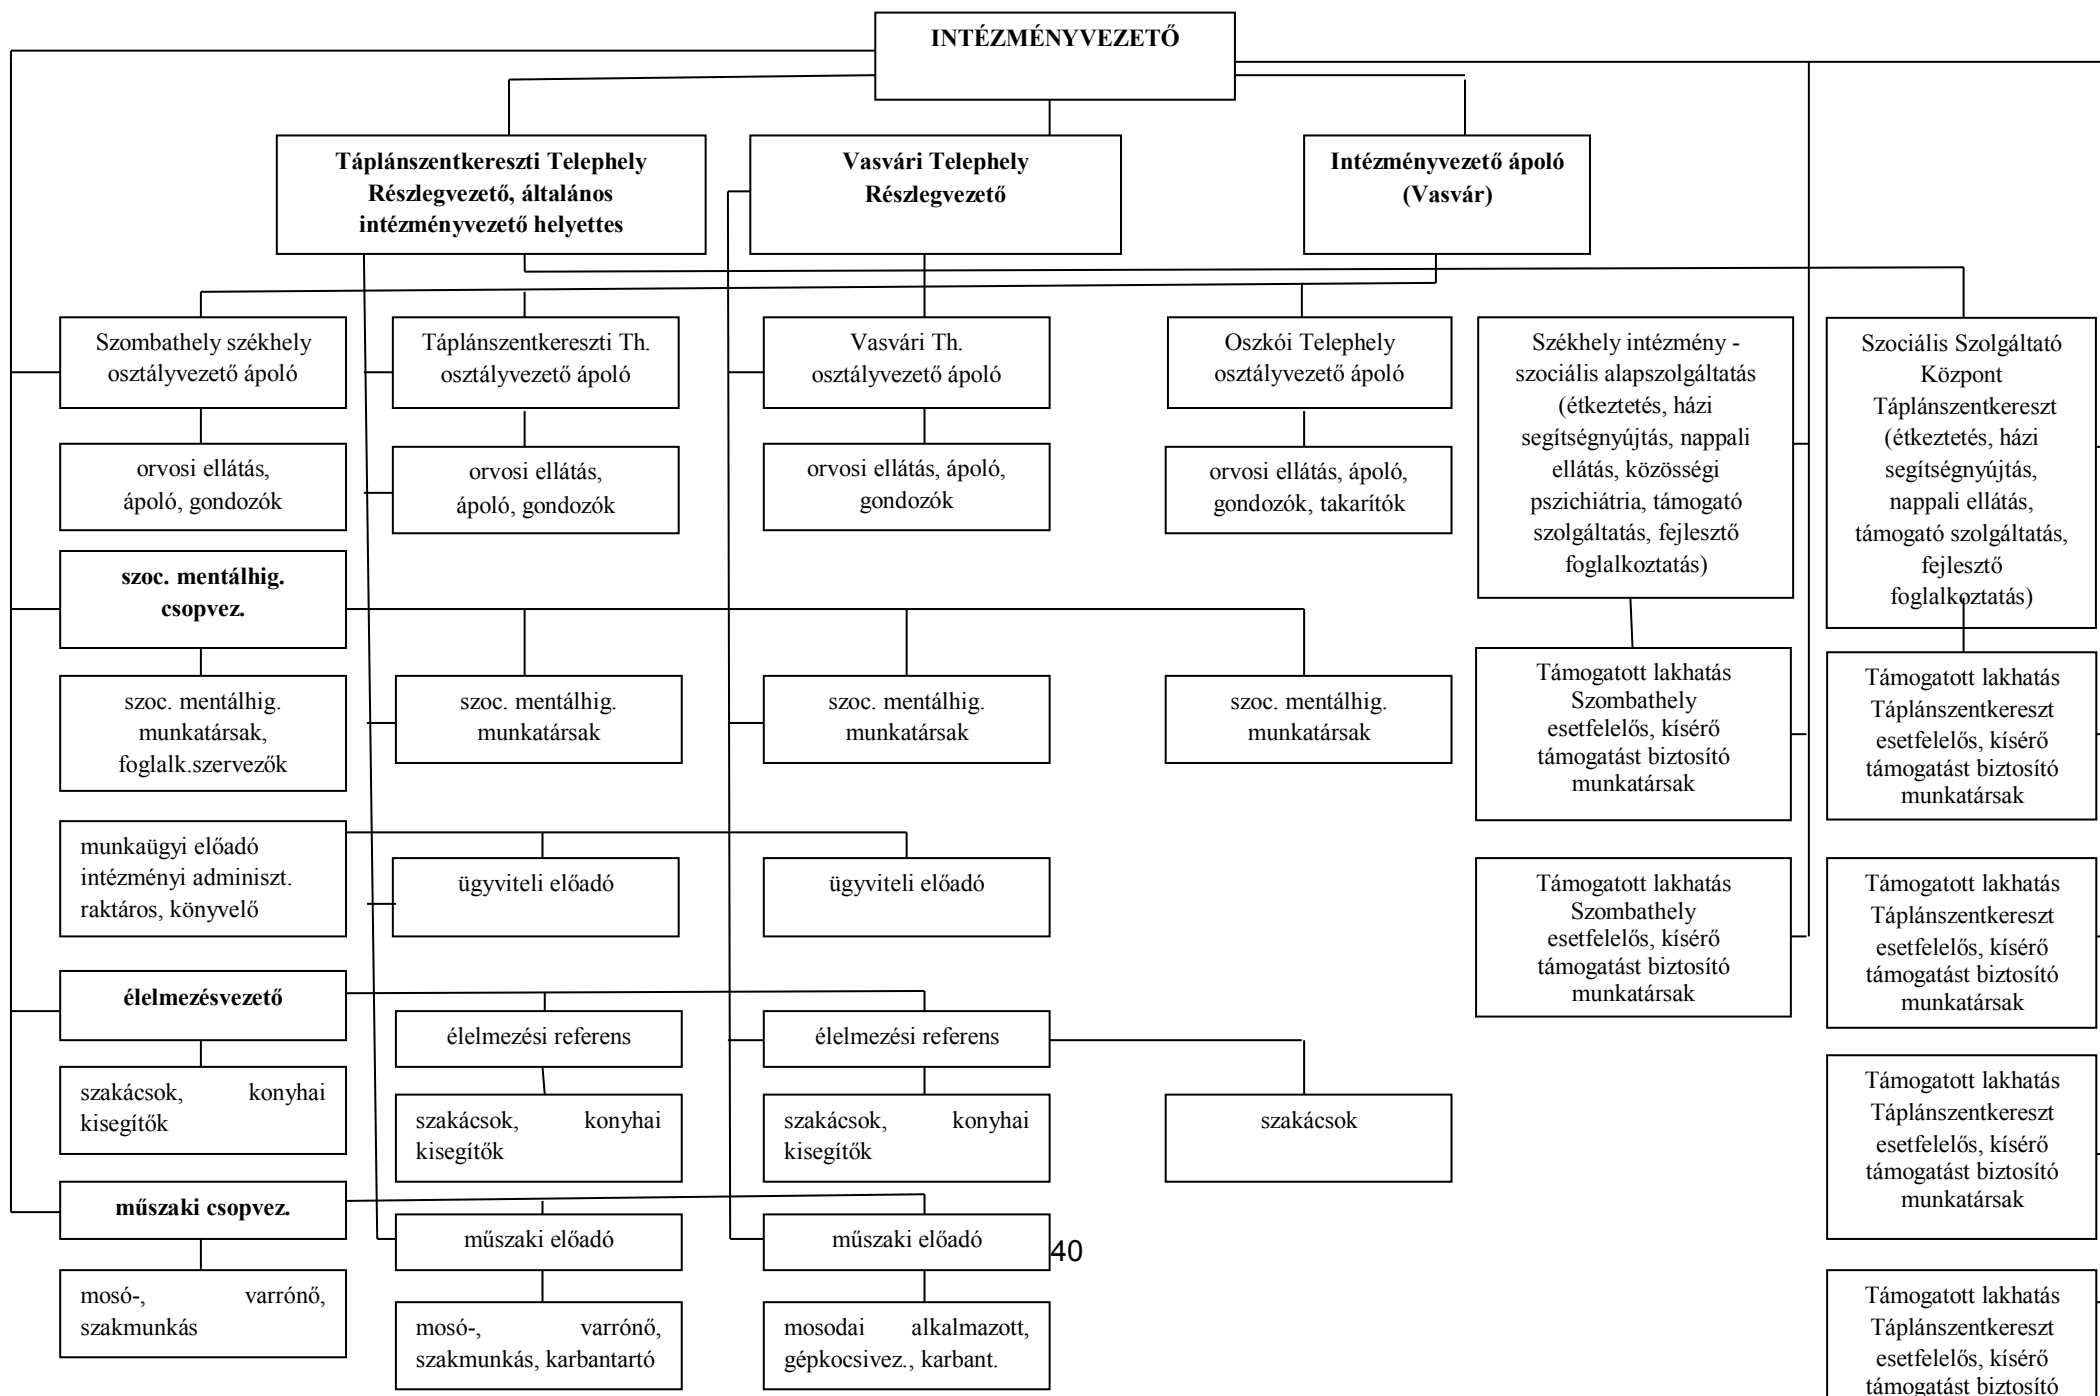 INTÉZMÉNYVEZETŐ
Táplánszentkereszti Telephely
Részlegvezető, általános
intézményvezető helyettes
Vasvári Telephely
Részlegvezető
Intézményvezető ápoló
(Vasvár)
Szombathely székhely
osztályvezető ápoló
Táplánszentkereszti Th.
osztályvezető ápoló
Vasvári Th.
osztályvezető ápoló
Oszkói Telephely
osztályvezető ápoló
Székhely intézmény -
szociális alapszolgáltatás
(étkeztetés, házi
segítségnyújtás, nappali
ellátás, közösségi
pszichiátria, támogató
szolgáltatás, fejlesztő
foglalkoztatás)
Szociális Szolgáltató
Központ
Táplánszentkereszt
(étkeztetés, házi
segítségnyújtás,
nappali ellátás,
támogató szolgáltatás,
fejlesztő
foglalkoztatás)
orvosi ellátás,
ápoló, gondozók
orvosi ellátás,
ápoló, gondozók
orvosi ellátás, ápoló,
gondozók
orvosi ellátás, ápoló,
gondozók, takarítók
szoc. mentálhig.
csopvez.
szoc. mentálhig.
munkatársak,
foglalk.szervezők
szoc. mentálhig.
munkatársak
szoc. mentálhig.
munkatársak
szoc. mentálhig.
munkatársak
Támogatott lakhatás
Szombathely
esetfelelős, kísérő
támogatást biztosító
munkatársak
Támogatott lakhatás
Táplánszentkereszt
esetfelelős, kísérő
támogatást biztosító
munkatársak
munkaügyi előadó
intézményi adminiszt.
raktáros, könyvelő
ügyviteli előadó
ügyviteli előadó
Támogatott lakhatás
Szombathely
esetfelelős, kísérő
támogatást biztosító
munkatársak
Támogatott lakhatás
Táplánszentkereszt
esetfelelős, kísérő
támogatást biztosító
munkatársak
élelmezésvezető
élelmezési referens
élelmezési referens
szakácsok, konyhai
kisegítők
szakácsok, konyhai
kisegítők
szakácsok, konyhai
kisegítők
szakácsok
Támogatott lakhatás
Táplánszentkereszt
esetfelelős, kísérő
támogatást biztosító
munkatársak
műszaki csopvez.
műszaki előadó
műszaki előadó
40
mosó-, varrónő,
szakmunkás
mosó-, varrónő,
szakmunkás, karbantartó
mosodai alkalmazott,
gépkocsivez., karbant.
Támogatott lakhatás
Táplánszentkereszt
esetfelelős, kísérő
támogatást biztosító